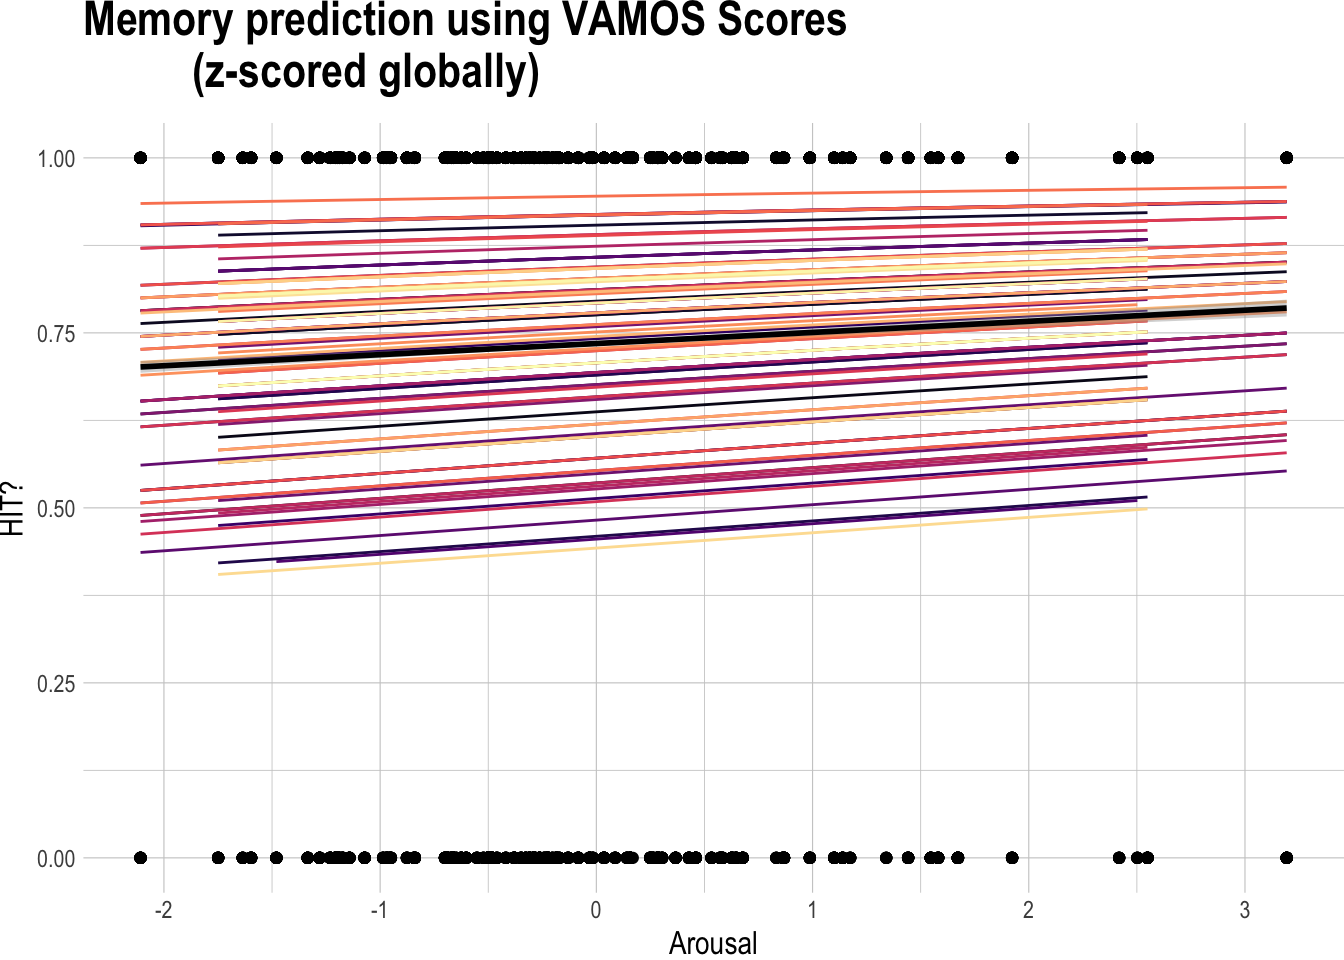 Memory prediction using VAMOS Scores
(z-scored globally)
1.00
0.75
0.50
0.25
0.00
HIT?
-2 -1 0 1 2 3
Arousal